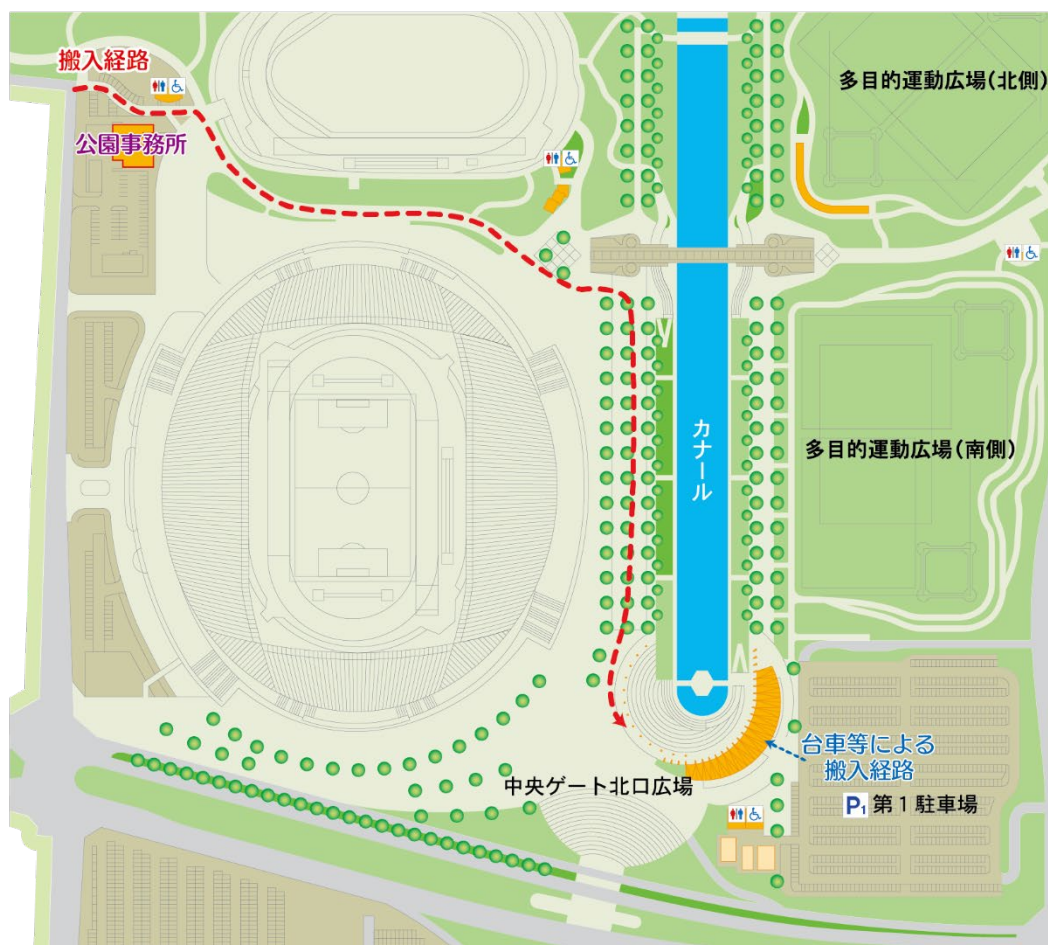 搬入経路
公園事務所
多目的運動広場(北側)
カナール
多目的運動広場(南側)
台車等による
搬入経路
中央ゲート北口広場
P1 第1駐車場